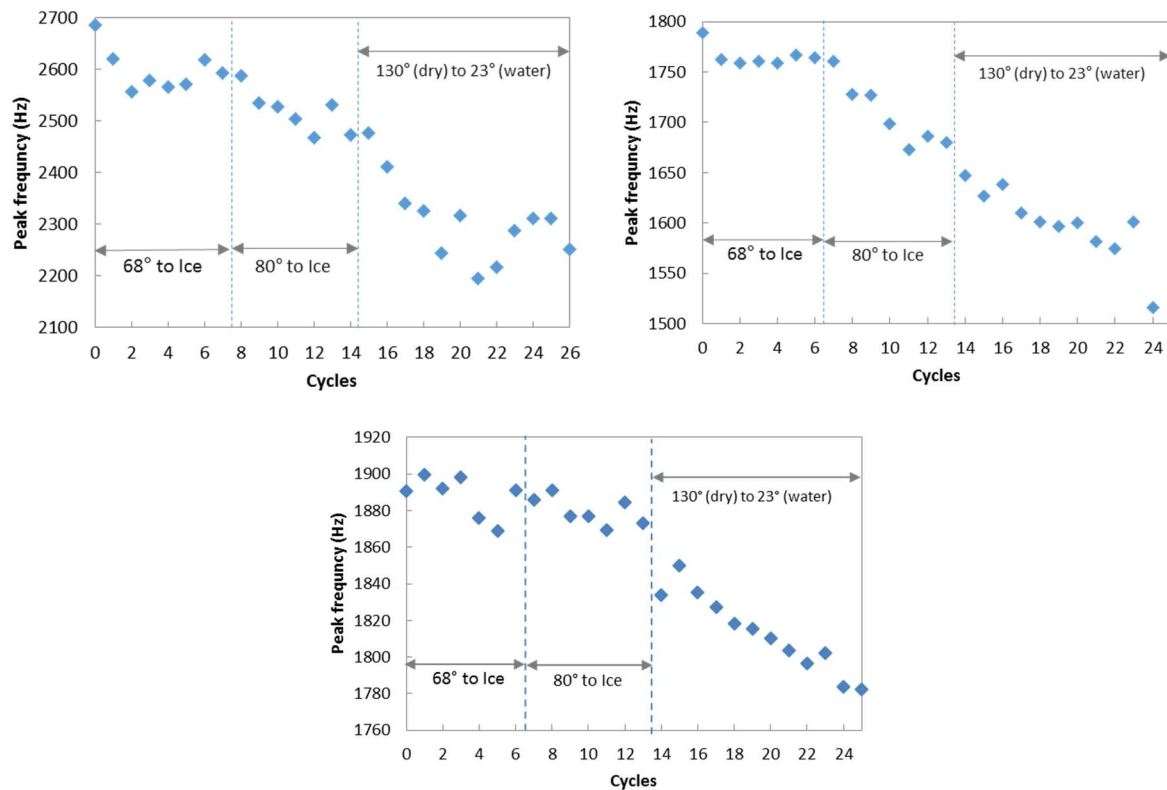 2700
2600
2500
2400
2300
2200
2100
Peak frequncy (Hz)
130° (dry) to 23° (water)
68° to Ice
80° to Ice
0 2 4 6 8 10 12 14 16 18 20 22 24 26
Cycles
1800
1750
1700
1650
1600
1550
1500
Peak frequncy (Hz)
130° (dry) to 23° (water)
68° to Ice
80° to Ice
0 2 4 6 8 10 12 14 16 18 20 22 24
Cycles
1920
1900
1880
1860
1840
1820
1800
1780
1760
Peak frequncy (Hz)
130° (dry) to 23° (water)
68° to Ice
80° to Ice
0 2 4 6 8 10 12 14 16 18 20 22 24
Cycles